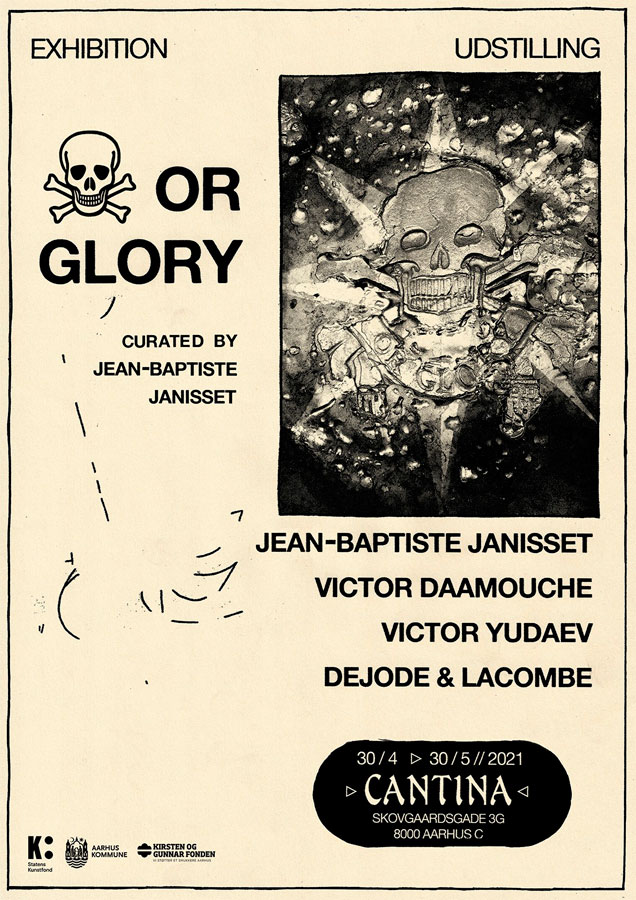 EXHIBITION
UDSTILLING
OR
GLORY
CURATED BY
JEAN-BAPTISTE
JANISSET
JEAN-BAPTISTE JANISSET
VICTOR DAAMOUCHE
VICTOR YUDAEV
DEJODE & LACOMBE
30/4 ▷ 30/5 // 2021
▷ CANTINA ◁
SKOVGAARDSGADE 3G
8000 AARHUS C
K:
Statens
Kunstfond
AARHUS
KOMMUNE
KIRSTEN OG
GUNNAR FONDEN